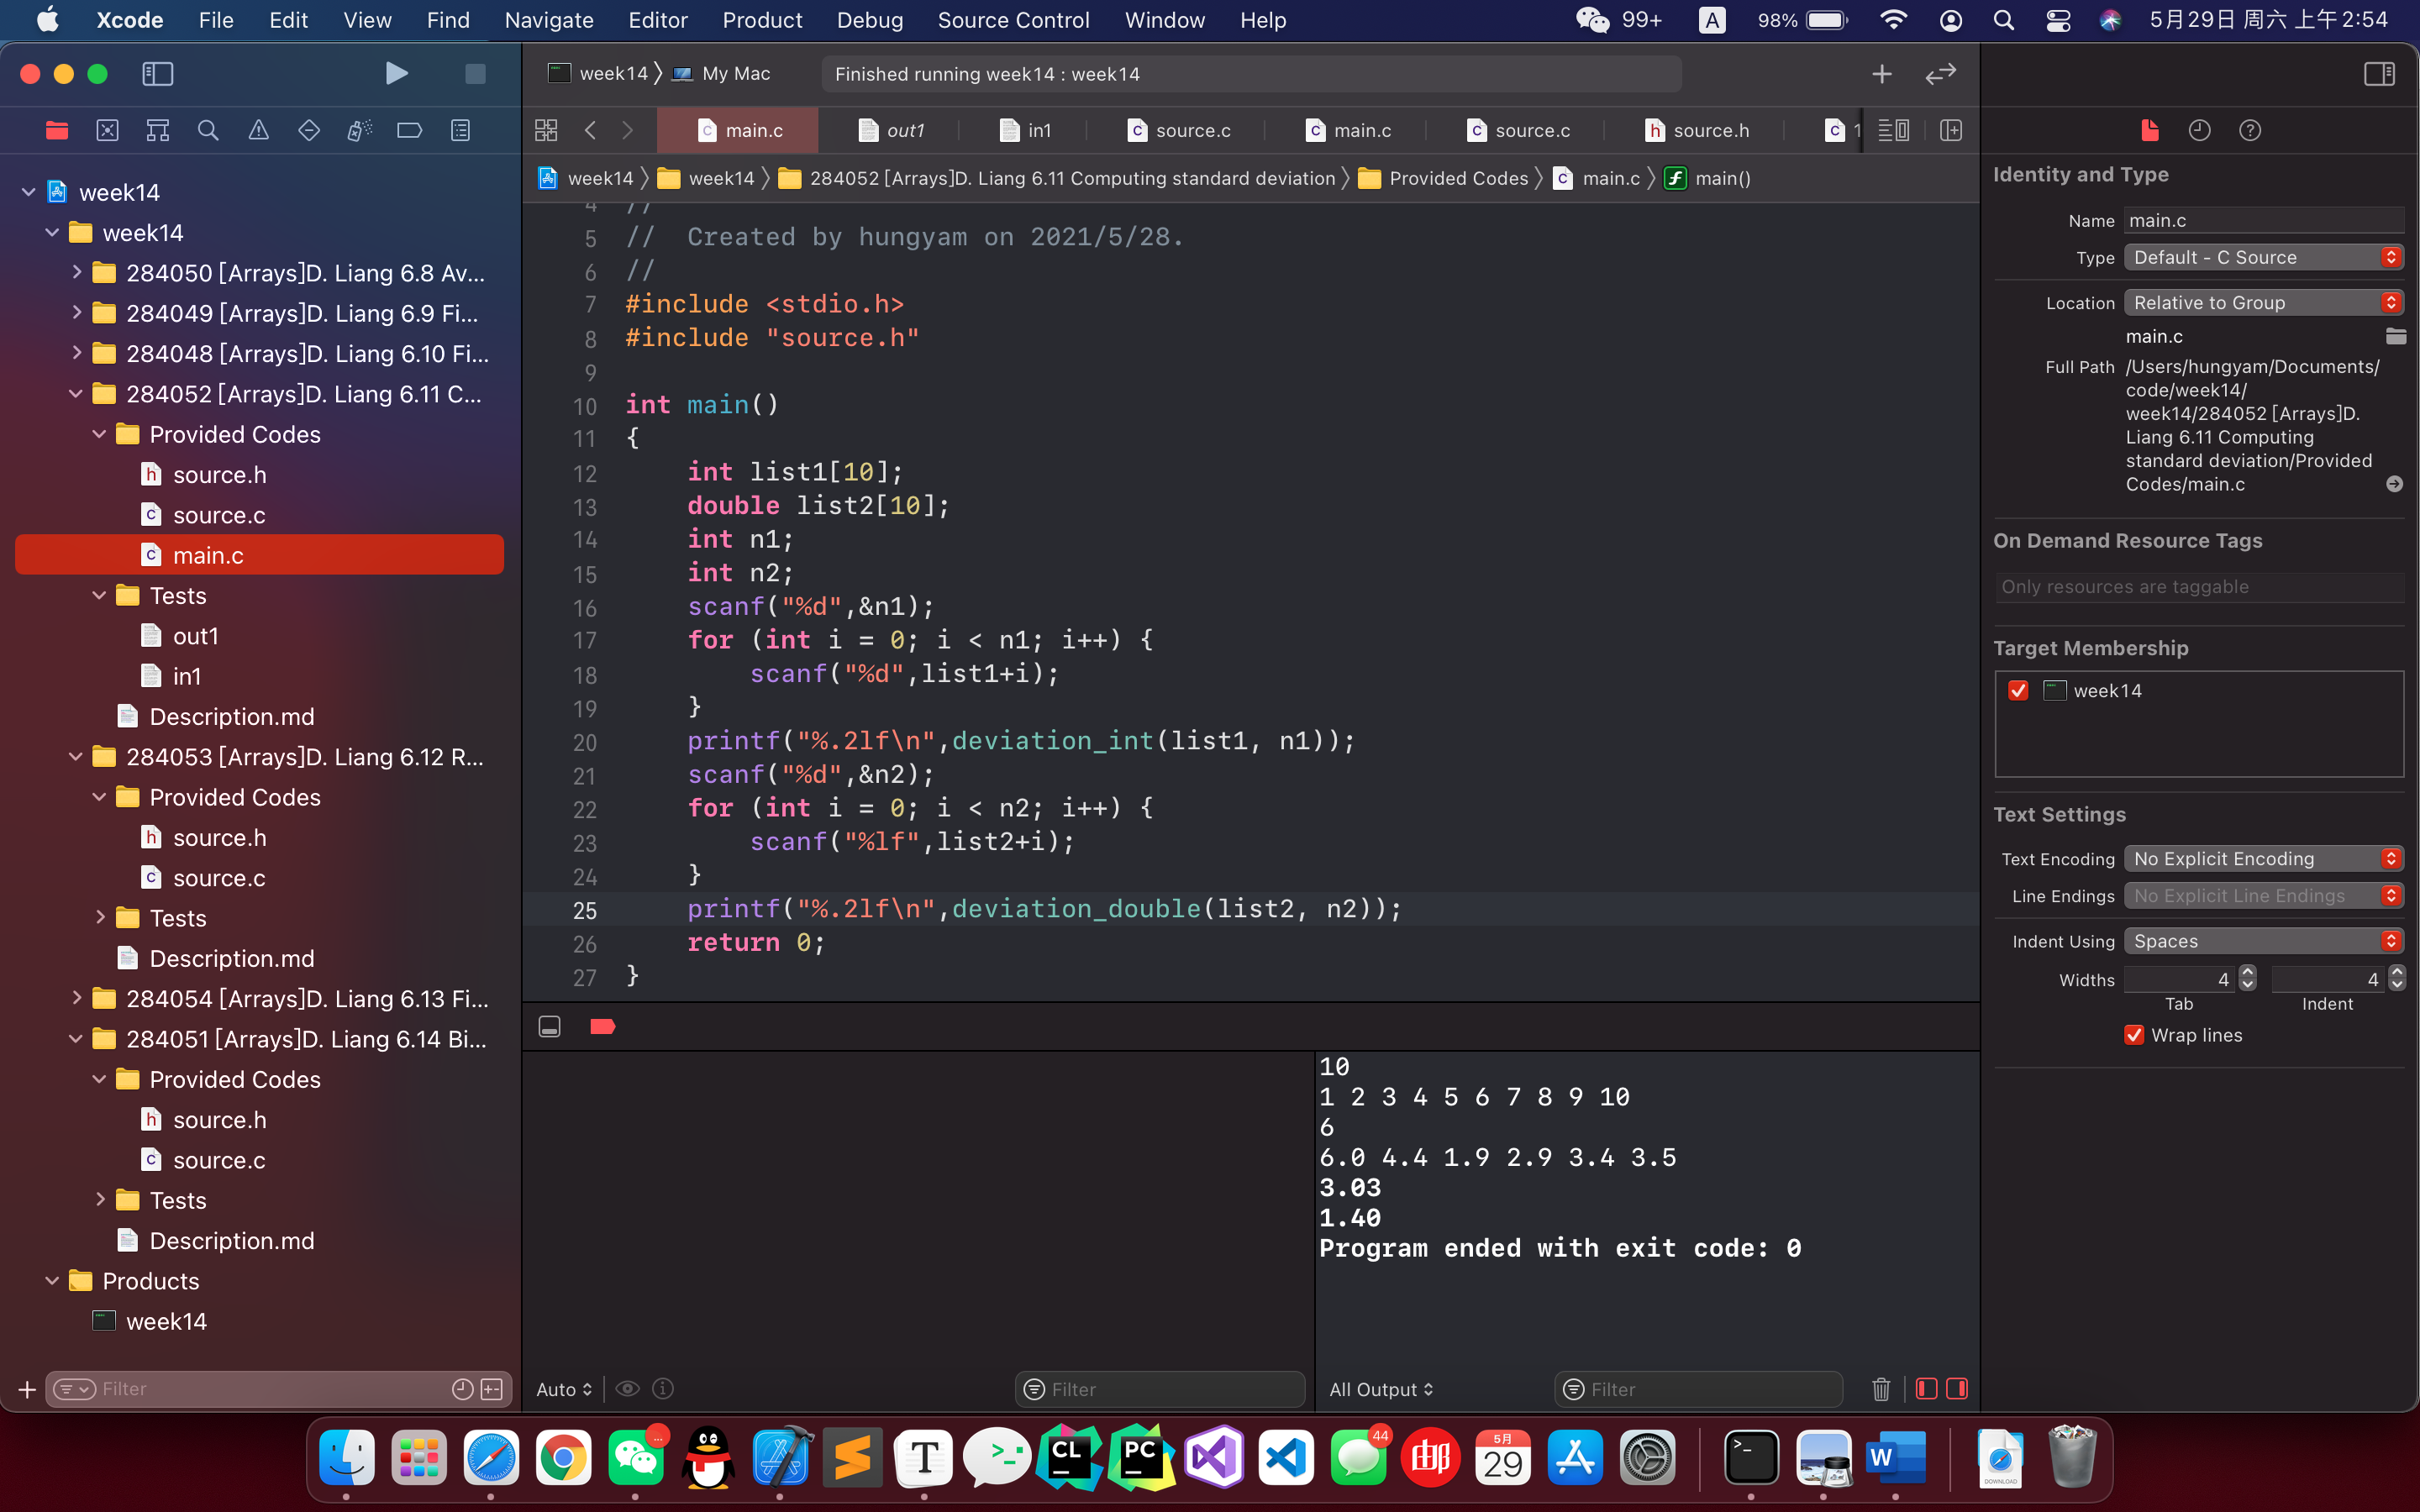 Xcode File Edit View Find Navigate Editor Product Debug Source Control Window Help 99+ A 98% 5月29日 周六 上午2:54
week14 My Mac Finished running week14 : week14
main.c out1 in1 source.c main.c source.c source.h 1
week14 week14 284052 [Arrays]D. Liang 6.11 Computing standard deviation Provided Codes main.c main()
week14
week14
284050 [Arrays]D. Liang 6.8 Av...
284049 [Arrays]D. Liang 6.9 Fi...
284048 [Arrays]D. Liang 6.10 Fi...
284052 [Arrays]D. Liang 6.11 C...
Provided Codes
source.h
source.c
main.c
Tests
out1
in1
Description.md
284053 [Arrays]D. Liang 6.12 R...
Provided Codes
source.h
source.c
Tests
Description.md
284054 [Arrays]D. Liang 6.13 Fi...
284051 [Arrays]D. Liang 6.14 Bi...
Provided Codes
source.h
source.c
Tests
Description.md
Products
week14
Filter
4 //
5 //  Created by hungyam on 2021/5/28.
6 //
7 #include <stdio.h>
8 #include "source.h"
9
10 int main()
11 {
12     int list1[10];
13     double list2[10];
14     int n1;
15     int n2;
16     scanf("%d",&n1);
17     for (int i = 0; i < n1; i++) {
18         scanf("%d",list1+i);
19     }
20     printf("%.2lf\n",deviation_int(list1, n1));
21     scanf("%d",&n2);
22     for (int i = 0; i < n2; i++) {
23         scanf("%lf",list2+i);
24     }
25     printf("%.2lf\n",deviation_double(list2, n2));
26     return 0;
27 }
10
1 2 3 4 5 6 7 8 9 10
6
6.0 4.4 1.9 2.9 3.4 3.5
3.03
1.40
Program ended with exit code: 0
Auto Filter All Output Filter
Identity and Type
Name main.c
Type Default - C Source
Location Relative to Group
main.c
Full Path /Users/hungyam/Documents/
code/week14/
week14/284052 [Arrays]D.
Liang 6.11 Computing
standard deviation/Provided
Codes/main.c
On Demand Resource Tags
Only resources are taggable
Target Membership
week14
Text Settings
Text Encoding No Explicit Encoding
Line Endings No Explicit Line Endings
Indent Using Spaces
Widths 4 4
Tab Indent
Wrap lines
... T CL PC 44 邮 5月 29 W DOWNLOAD